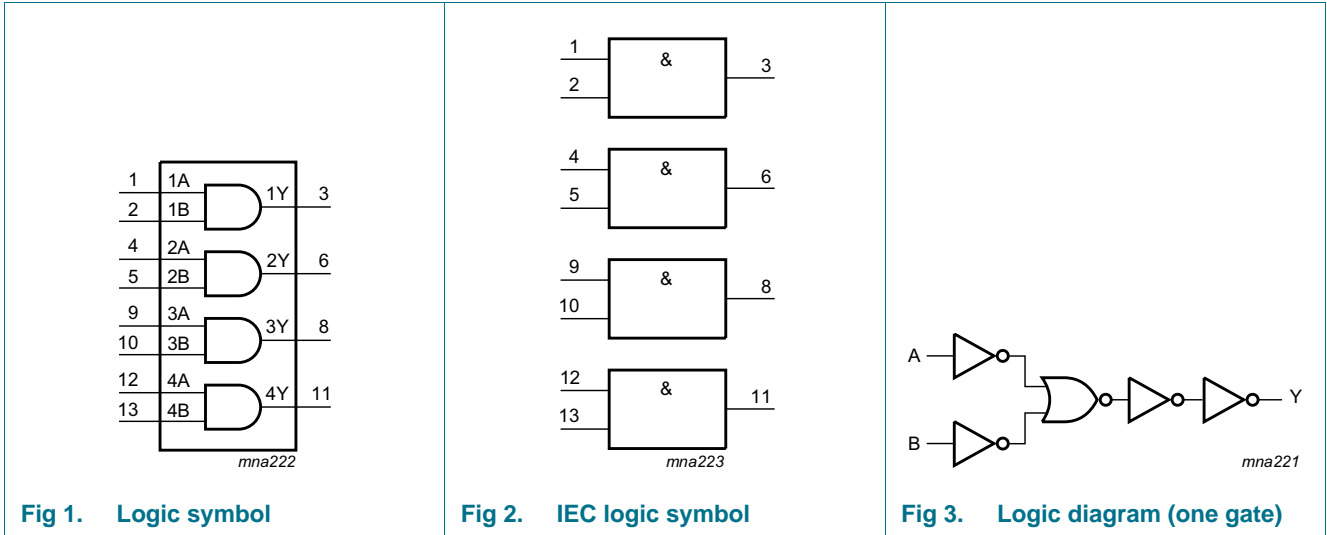 1 1A 1Y 3
2 1B
4 2A 2Y 6
5 2B
9 3A 3Y 8
10 3B
12 4A 4Y 11
13 4B
mna222
Fig 1. Logic symbol
1 & 3
2
4 & 6
5
9 & 8
10
12 & 11
13
mna223
Fig 2. IEC logic symbol
A
Y
B
mna221
Fig 3. Logic diagram (one gate)